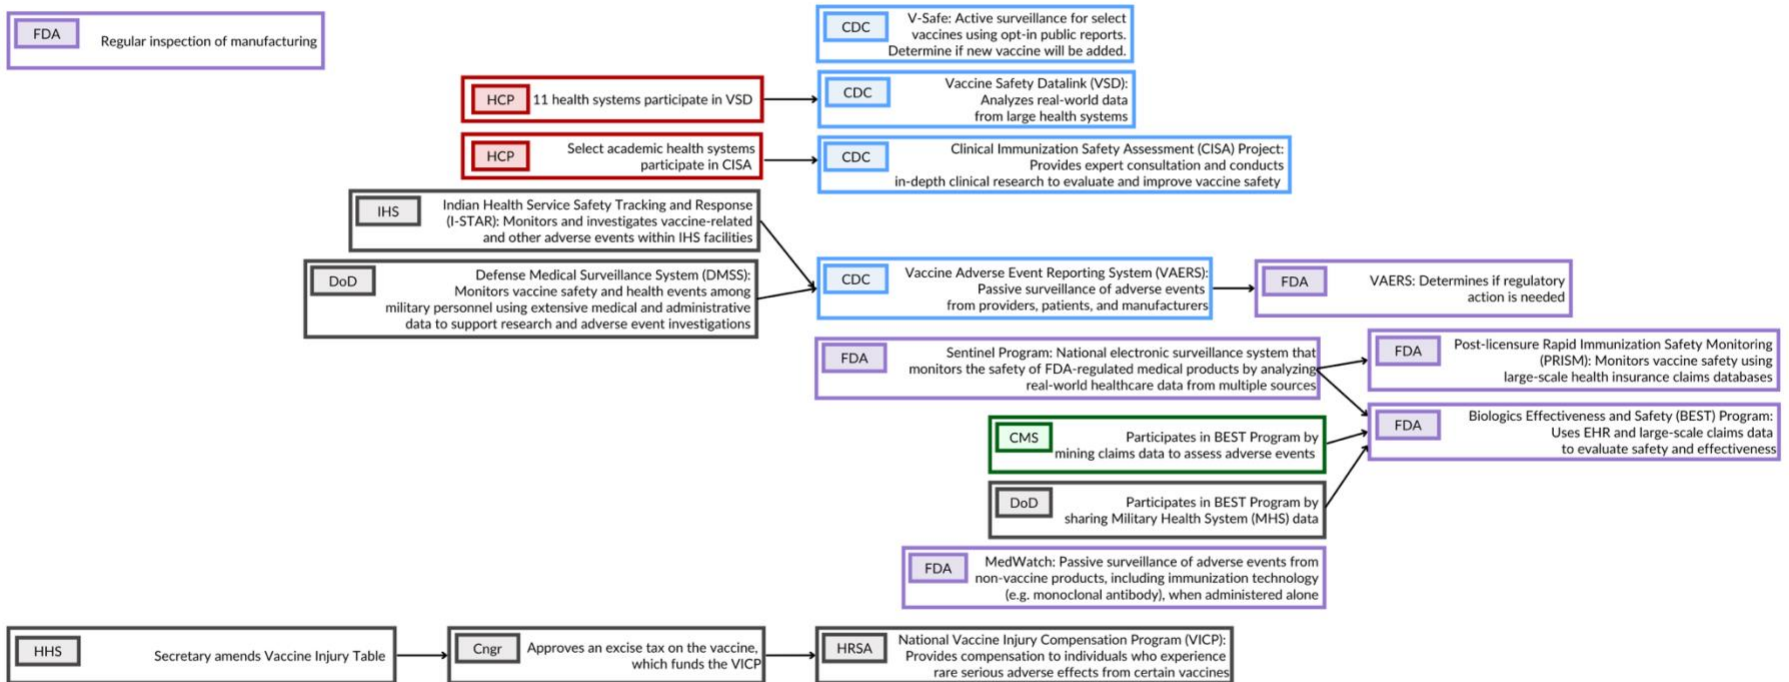 FDA
Regular inspection of manufacturing
CDC
V-Safe: Active surveillance for select
vaccines using opt-in public reports.
Determine if new vaccine will be added.
HCP
11 health systems participate in VSD
CDC
Vaccine Safety Datalink (VSD):
Analyzes real-world data
from large health systems
HCP
Select academic health systems
participate in CISA
CDC
Clinical Immunization Safety Assessment (CISA) Project:
Provides expert consultation and conducts
in-depth clinical research to evaluate and improve vaccine safety
IHS
Indian Health Service Safety Tracking and Response
(I-STAR): Monitors and investigates vaccine-related
and other adverse events within IHS facilities
DoD
Defense Medical Surveillance System (DMSS):
Monitors vaccine safety and health events among
military personnel using extensive medical and administrative
data to support research and adverse event investigations
CDC
Vaccine Adverse Event Reporting System (VAERS):
Passive surveillance of adverse events
from providers, patients, and manufacturers
FDA
VAERS: Determines if regulatory
action is needed
FDA
Sentinel Program: National electronic surveillance system that
monitors the safety of FDA-regulated medical products by analyzing
real-world healthcare data from multiple sources
FDA
Post-licensure Rapid Immunization Safety Monitoring
(PRISM): Monitors vaccine safety using
large-scale health insurance claims databases
FDA
Biologics Effectiveness and Safety (BEST) Program:
Uses EHR and large-scale claims data
to evaluate safety and effectiveness
CMS
Participates in BEST Program by
mining claims data to assess adverse events
DoD
Participates in BEST Program by
sharing Military Health System (MHS) data
FDA
MedWatch: Passive surveillance of adverse events from
non-vaccine products, including immunization technology
(e.g. monoclonal antibody), when administered alone
HHS
Secretary amends Vaccine Injury Table
Cngr
Approves an excise tax on the vaccine,
which funds the VICP
HRSA
National Vaccine Injury Compensation Program (VICP):
Provides compensation to individuals who experience
rare serious adverse effects from certain vaccines